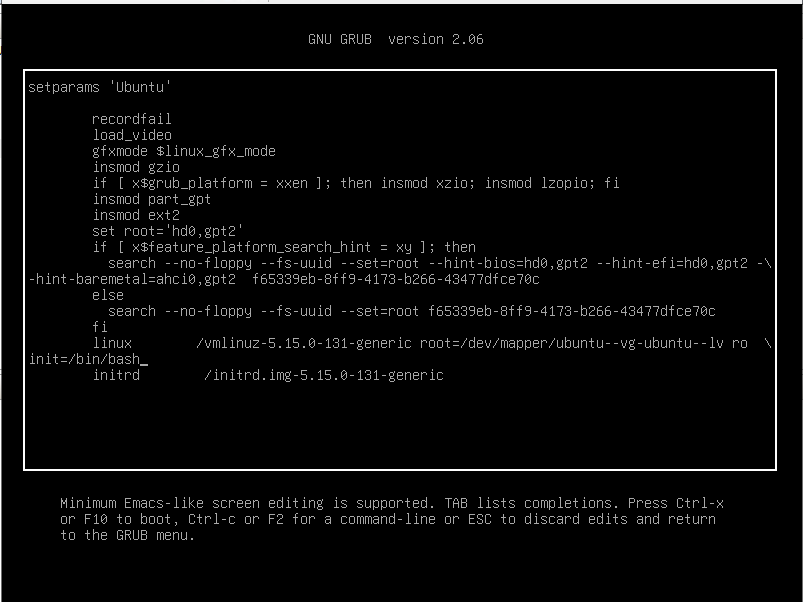 GNU GRUB  version 2.06
setparams 'Ubuntu'
recordfail
load_video
gfxmode $linux_gfx_mode
insmod gzio
if [ x$grub_platform = xxen ]; then insmod xzio; insmod lzopio; fi
insmod part_gpt
insmod ext2
set root='hd0,gpt2'
if [ x$feature_platform_search_hint = xy ]; then
search --no-floppy --fs-uuid --set=root --hint-bios=hd0,gpt2 --hint-efi=hd0,gpt2 -\
-hint-baremetal=ahci0,gpt2  f65339eb-8ff9-4173-b266-43477dfce70c
else
search --no-floppy --fs-uuid --set=root f65339eb-8ff9-4173-b266-43477dfce70c
fi
linux        /vmlinuz-5.15.0-131-generic root=/dev/mapper/ubuntu--vg-ubuntu--lv ro  \
init=/bin/bash_
initrd        /initrd.img-5.15.0-131-generic
Minimum Emacs-like screen editing is supported. TAB lists completions. Press Ctrl-x
or F10 to boot, Ctrl-c or F2 for a command-line or ESC to discard edits and return
to the GRUB menu.